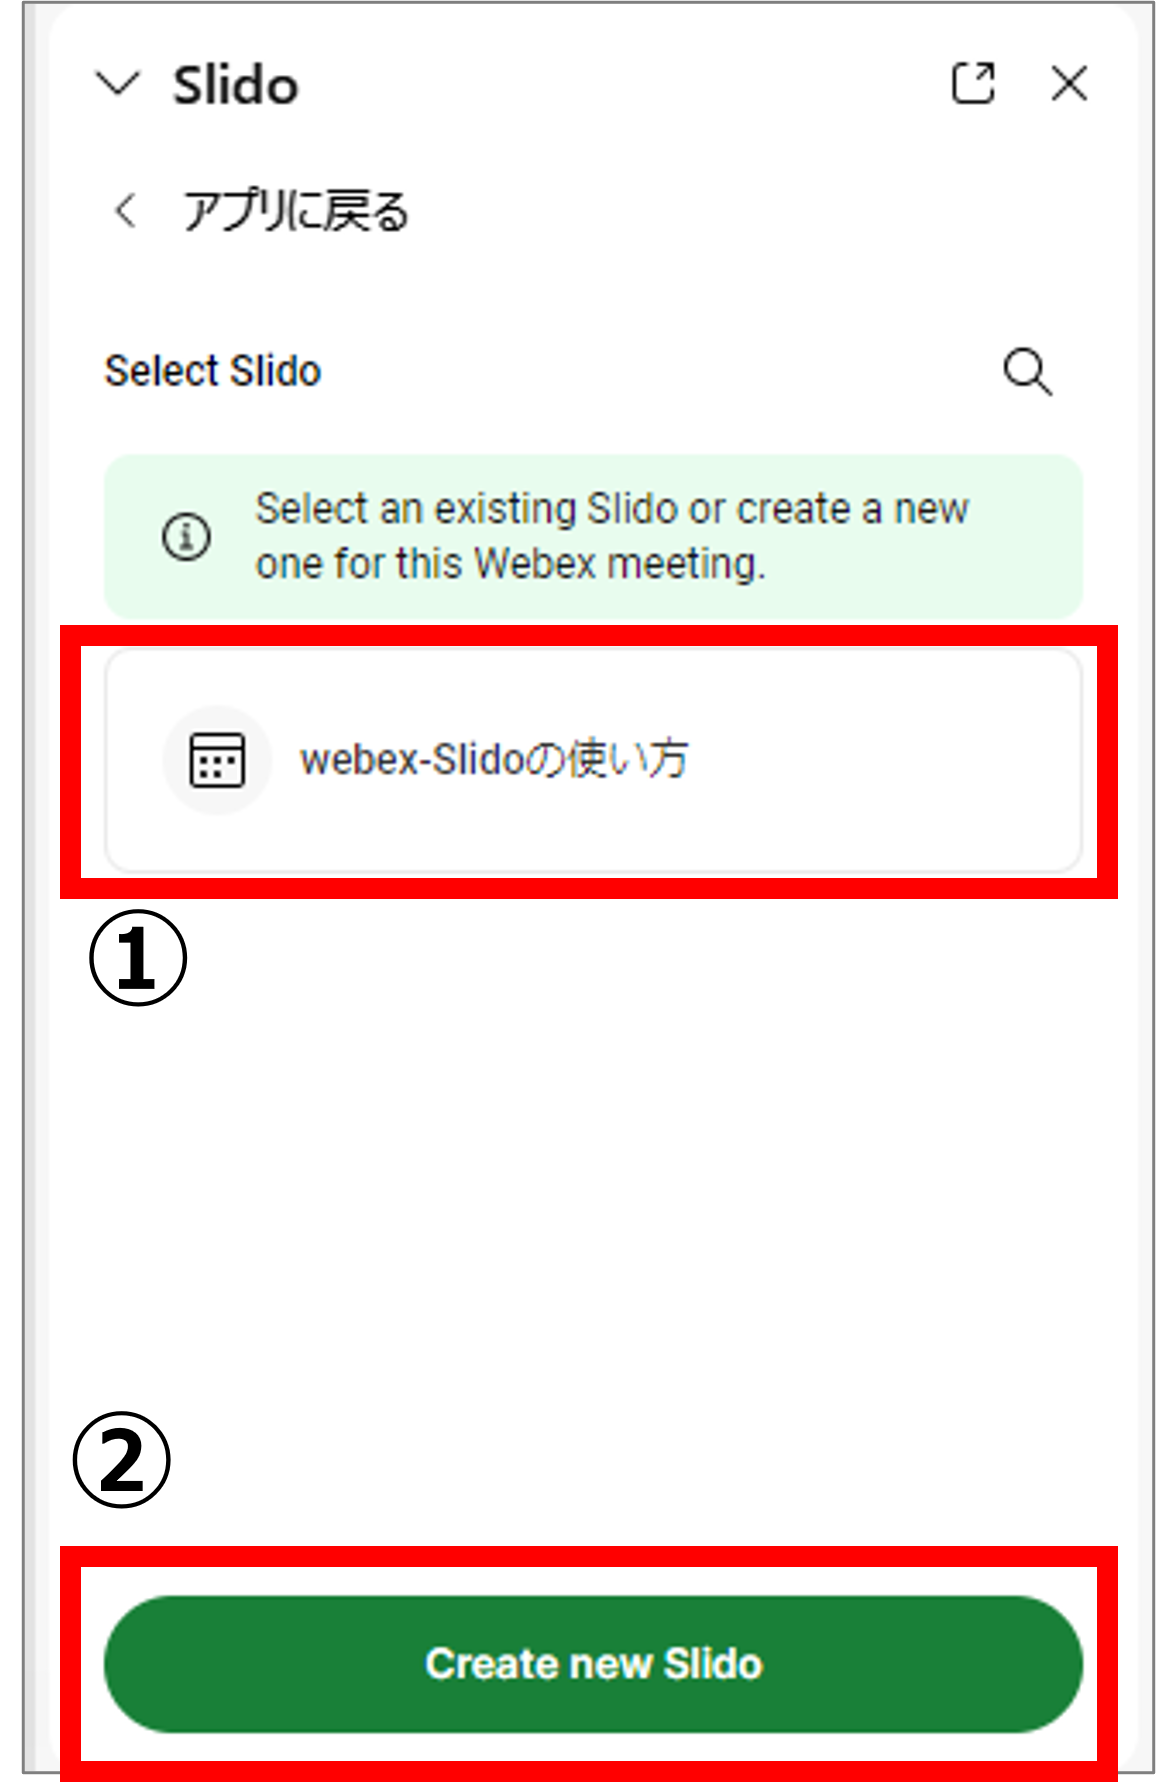 Slido
アプリに戻る
Select Slido
Select an existing Slido or create a new
one for this Webex meeting.
webex-Slidoの使い方
①
②
Create new Slido